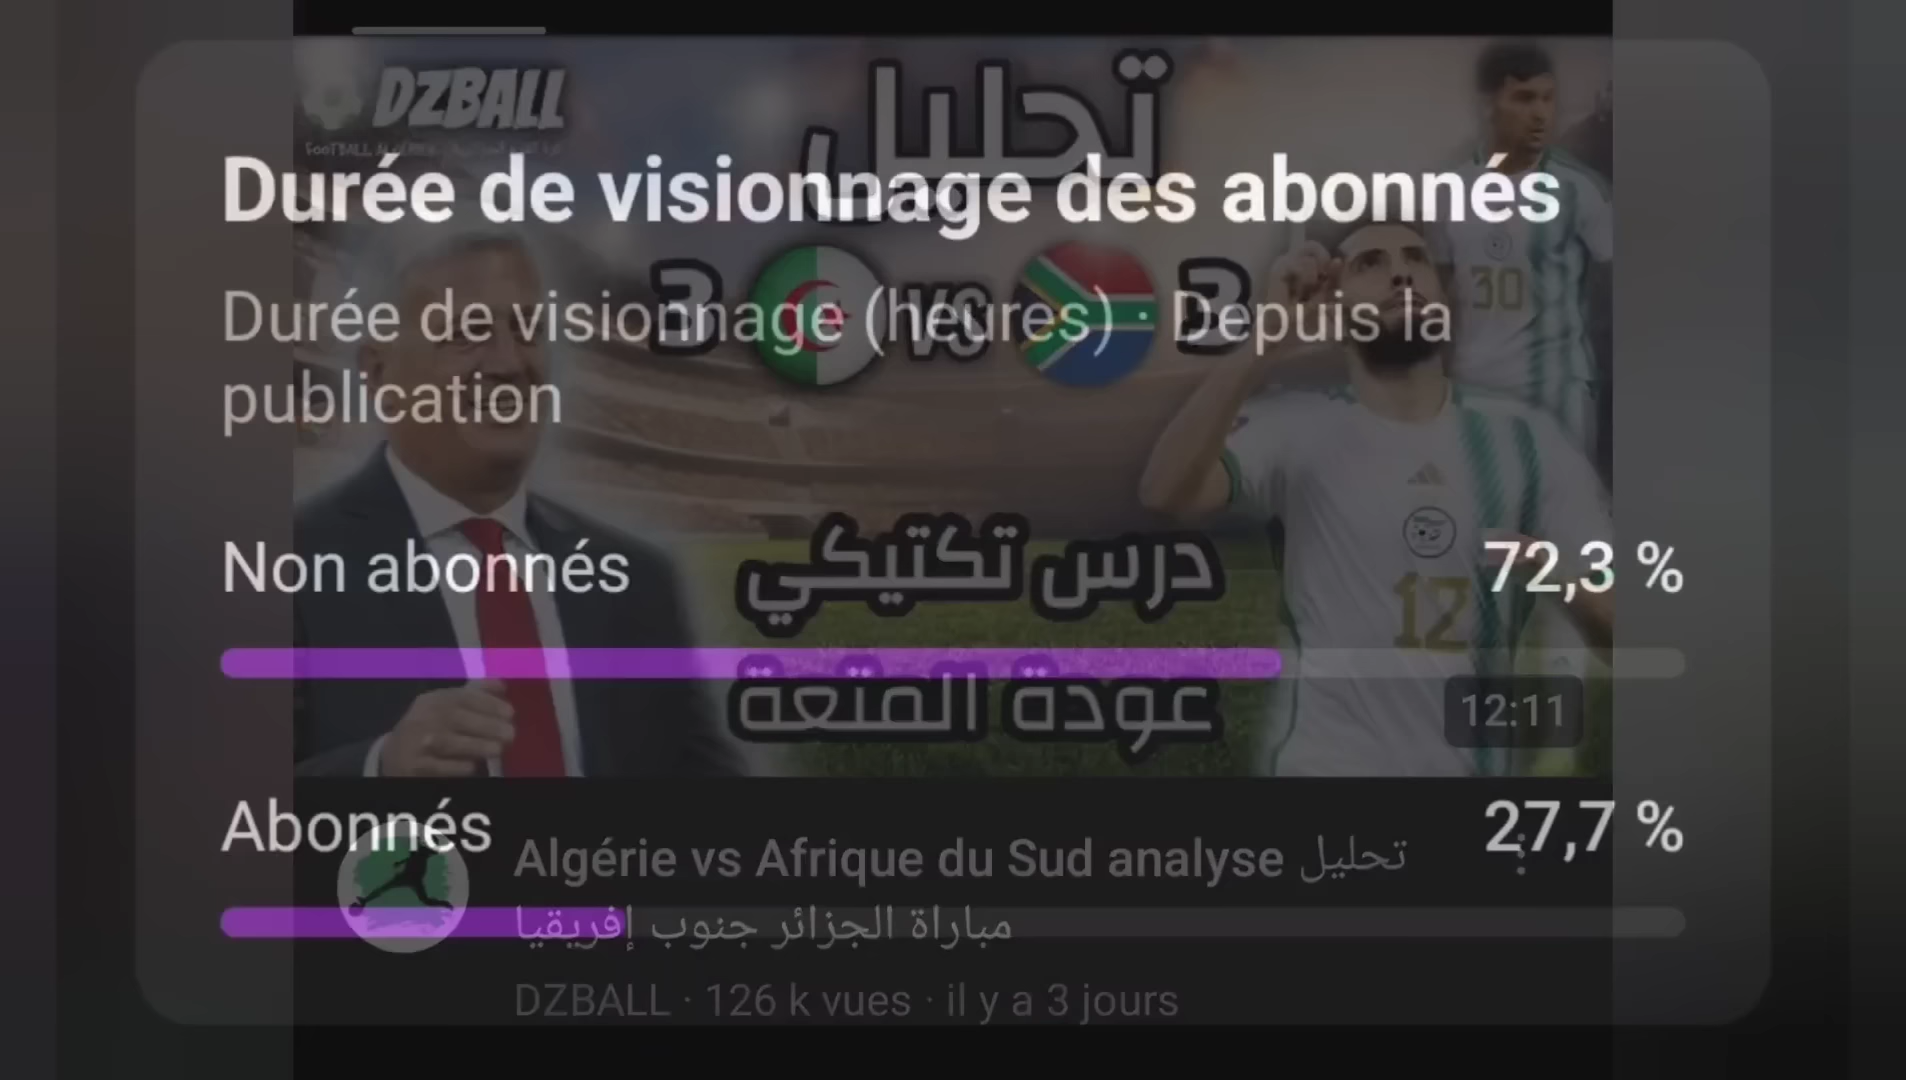 DZBALL
تحليل
Durée de visionnage des abonnés
3 VS 3
Durée de visionnage (heures) · Depuis la
publication
30
درس تكتيكي
Non abonnés 72,3 %
12
عودة المتعة
12:11
Abonnés 27,7 %
Algérie vs Afrique du Sud analyse تحليل
مباراة الجزائر جنوب إفريقيا
DZBALL · 126 k vues · il y a 3 jours